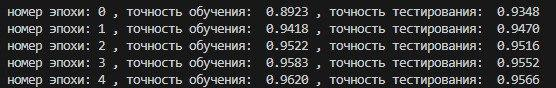 номер эпохи: 0 , точность обучения:  0.8923 , точность тестирования:  0.9348
номер эпохи: 1 , точность обучения:  0.9418 , точность тестирования:  0.9470
номер эпохи: 2 , точность обучения:  0.9522 , точность тестирования:  0.9516
номер эпохи: 3 , точность обучения:  0.9583 , точность тестирования:  0.9552
номер эпохи: 4 , точность обучения:  0.9620 , точность тестирования:  0.9566